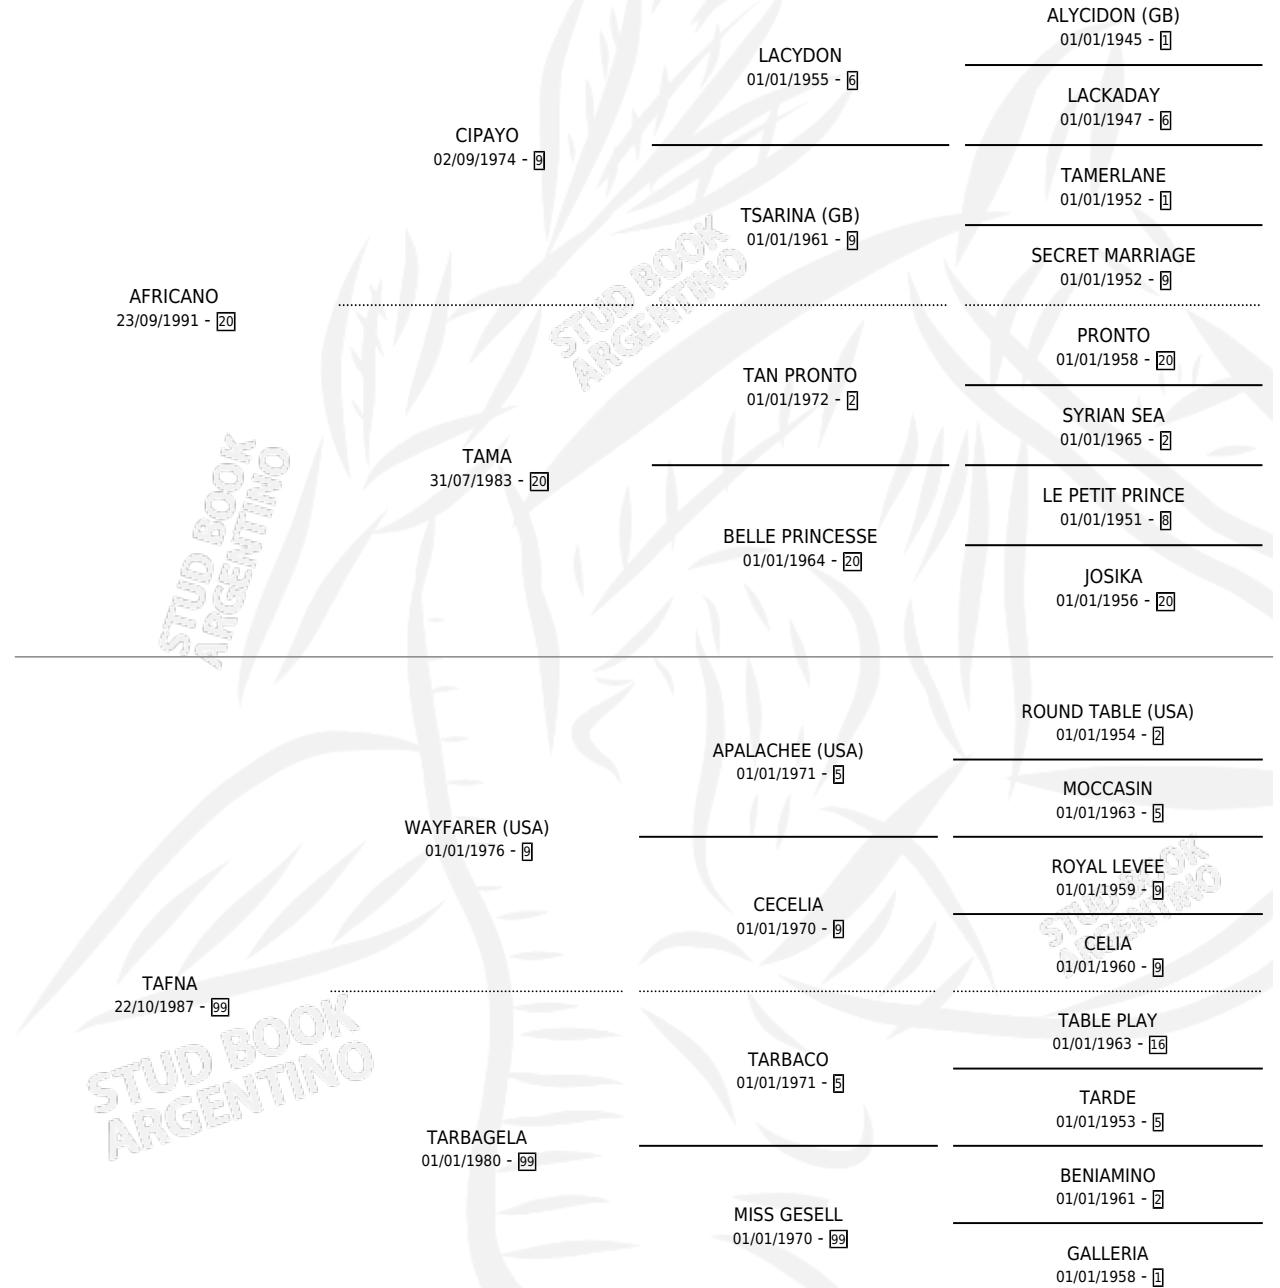 ALYCIDON (GB)
01/01/1945 - 1
LACYDON
01/01/1955 - 6
LACKADAY
01/01/1947 - 6
CIPAYO
02/09/1974 - 9
TAMERLANE
01/01/1952 - 1
TSARINA (GB)
01/01/1961 - 9
SECRET MARRIAGE
01/01/1952 - 9
AFRICANO
23/09/1991 - 20
STUD BOOK
ARGENTINO
PRONTO
01/01/1958 - 20
TAN PRONTO
01/01/1972 - 2
SYRIAN SEA
01/01/1965 - 2
TAMA
31/07/1983 - 20
LE PETIT PRINCE
01/01/1951 - 8
BELLE PRINCESSE
01/01/1964 - 20
JOSIKA
01/01/1956 - 20
STUD BOOK
ARGENTINO
ROUND TABLE (USA)
01/01/1954 - 2
APALACHEE (USA)
01/01/1971 - 5
MOCCASIN
01/01/1963 - 5
WAYFARER (USA)
01/01/1976 - 9
ROYAL LEVEE
01/01/1959 - 9
CECELIA
01/01/1970 - 9
CELIA
01/01/1960 - 9
STUD BOOK
ARGENTINO
TAFNA
22/10/1987 - 99
STUD BOOK
ARGENTINO
TABLE PLAY
01/01/1963 - 16
TARBACO
01/01/1971 - 5
TARDE
01/01/1953 - 5
TARBAGELA
01/01/1980 - 99
BENIAMINO
01/01/1961 - 2
MISS GESELL
01/01/1970 - 99
GALLERIA
01/01/1958 - 1